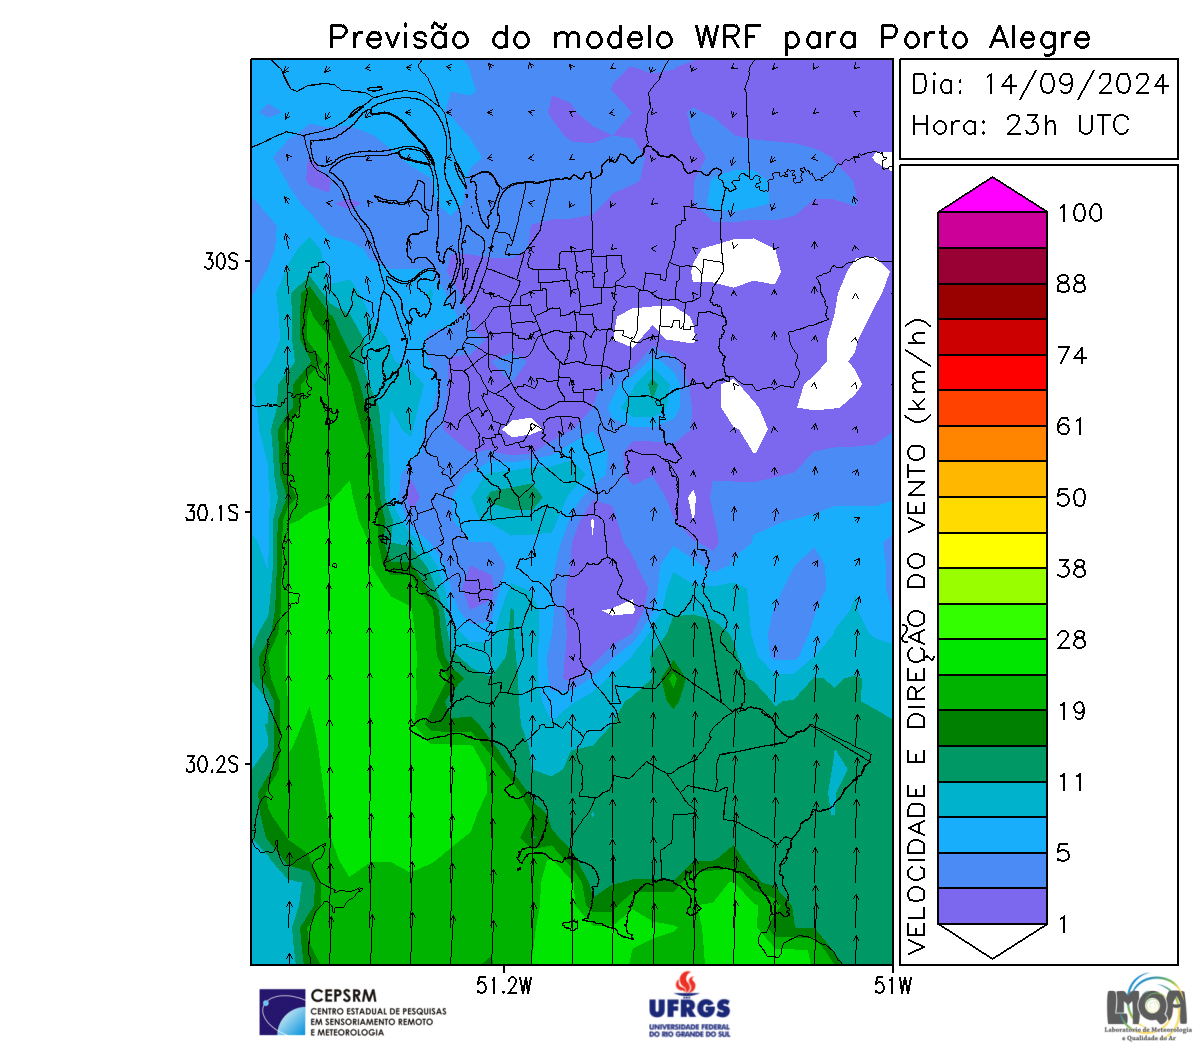 Previsão do modelo WRF para Porto Alegre
Dia: 14/09/2024
Hora: 23h UTC
30S
30.1S
30.2S
51.2W
51W
VELOCIDADE E DIREÇÃO DO VENTO (km/h)
100
88
74
61
50
38
28
19
11
5
1
CEPSRM
CENTRO ESTADUAL DE PESQUISAS
EM SENSORIAMENTO REMOTO
E METEOROLOGIA
UFRGS
UNIVERSIDADE FEDERAL
DO RIO GRANDE DO SUL
LMQA
Laboratório de Meteorologia
e Qualidade do Ar